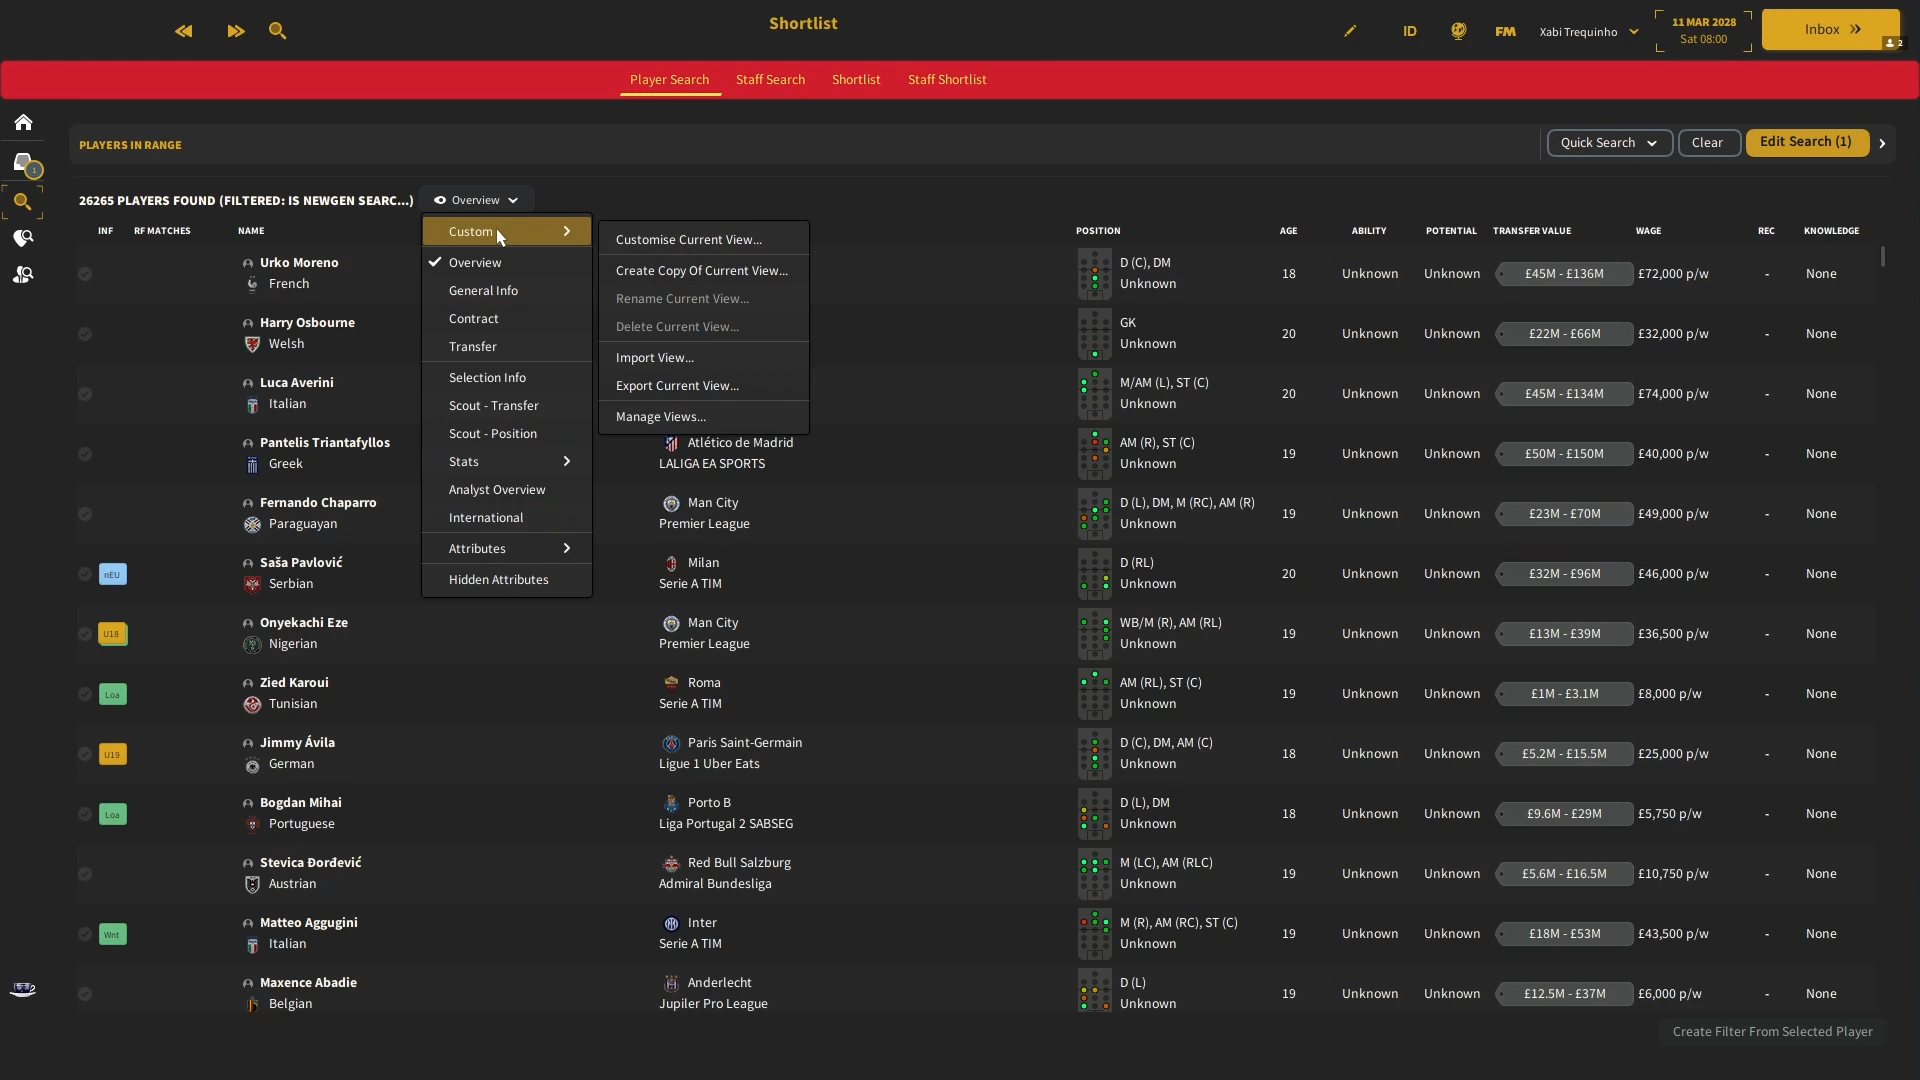 Shortlist
ID
FM
Xabi Trequinho
11 MAR 2028
Sat 08:00
Inbox
2
Player Search
Staff Search
Shortlist
Staff Shortlist
1
PLAYERS IN RANGE
Quick Search
Clear
Edit Search (1)
26265 PLAYERS FOUND (FILTERED: IS NEWGEN SEARC...)
Overview
INF RF MATCHES NAME POSITION AGE ABILITY POTENTIAL TRANSFER VALUE WAGE REC KNOWLEDGE
Custom
Overview
General Info
Contract
Transfer
Selection Info
Scout - Transfer
Scout - Position
Stats
Analyst Overview
International
Attributes
Hidden Attributes
Customise Current View...
Create Copy Of Current View...
Rename Current View...
Delete Current View...
Import View...
Export Current View...
Manage Views...
Urko Moreno D (C), DM
French Unknown 18 Unknown Unknown £45M - £136M £72,000 p/w - None
Harry Osbourne GK
Welsh Unknown 20 Unknown Unknown £22M - £66M £32,000 p/w - None
Luca Averini M/AM (L), ST (C)
Italian Unknown 20 Unknown Unknown £45M - £134M £74,000 p/w - None
Pantelis Triantafyllos Atlético de Madrid AM (R), ST (C)
Greek LALIGA EA SPORTS Unknown 19 Unknown Unknown £50M - £150M £40,000 p/w - None
Fernando Chaparro Man City D (L), DM, M (RC), AM (R)
Paraguayan Premier League Unknown 19 Unknown Unknown £23M - £70M £49,000 p/w - None
nEU Saša Pavlović Milan D (RL)
Serbian Serie A TIM Unknown 20 Unknown Unknown £32M - £96M £46,000 p/w - None
U18 Onyekachi Eze Man City WB/M (R), AM (RL)
Nigerian Premier League Unknown 19 Unknown Unknown £13M - £39M £36,500 p/w - None
Loa Zied Karoui Roma AM (RL), ST (C)
Tunisian Serie A TIM Unknown 19 Unknown Unknown £1M - £3.1M £8,000 p/w - None
U19 Jimmy Ávila Paris Saint-Germain D (C), DM, AM (C)
German Ligue 1 Uber Eats Unknown 18 Unknown Unknown £5.2M - £15.5M £25,000 p/w - None
Loa Bogdan Mihai Porto B D (L), DM
Portuguese Liga Portugal 2 SABSEG Unknown 18 Unknown Unknown £9.6M - £29M £5,750 p/w - None
Stevica Đorđević Red Bull Salzburg M (LC), AM (RLC)
Austrian Admiral Bundesliga Unknown 19 Unknown Unknown £5.6M - £16.5M £10,750 p/w - None
Wnt Matteo Aggugini Inter M (R), AM (RC), ST (C)
Italian Serie A TIM Unknown 19 Unknown Unknown £18M - £53M £43,500 p/w - None
Maxence Abadie Anderlecht D (L)
Belgian Jupiler Pro League Unknown 19 Unknown Unknown £12.5M - £37M £6,000 p/w - None
Create Filter From Selected Player